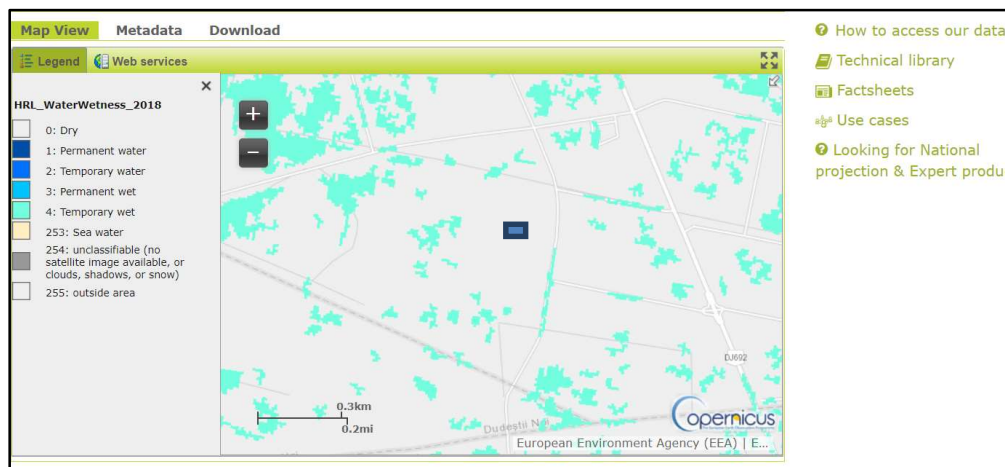 Map View Metadata Download
Legend Web services
HRL_WaterWetness_2018
0: Dry
1: Permanent water
2: Temporary water
3: Permanent wet
4: Temporary wet
253: Sea water
254: unclassifiable (no
satellite image available, or
clouds, shadows, or snow)
255: outside area
+
−
0.3km
0.2mi
DJ692
Dudestii Noi
opernicus
European Environment Agency (EEA) | E...
How to access our data
Technical library
Factsheets
Use cases
Looking for National
projection & Expert produ